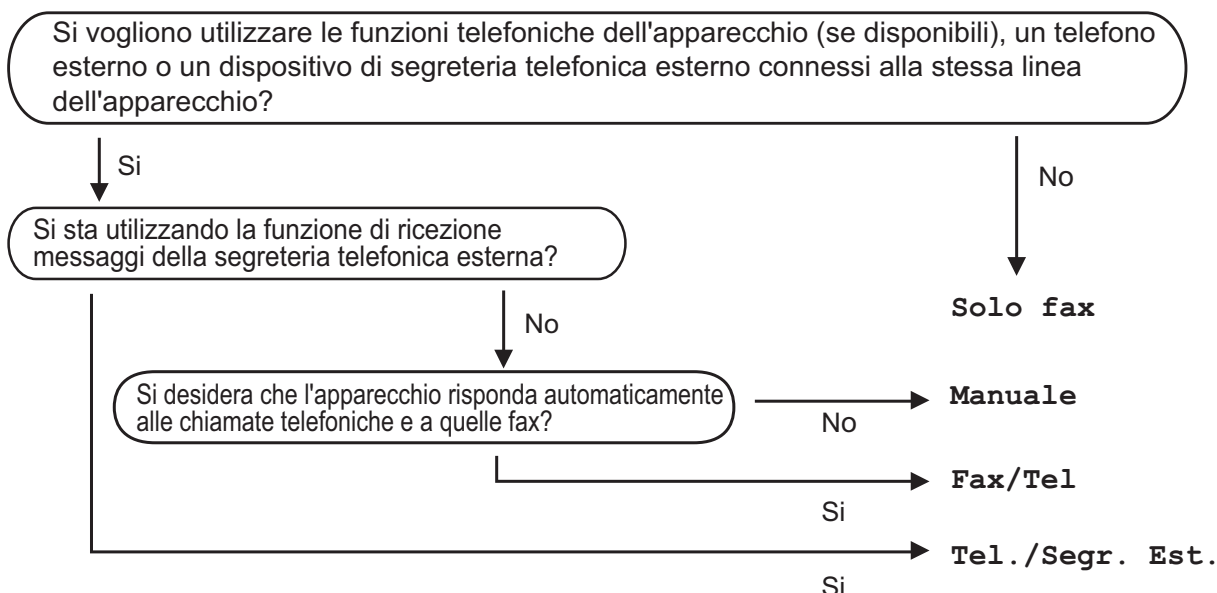 Si vogliono utilizzare le funzioni telefoniche dell'apparecchio (se disponibili), un telefono
esterno o un dispositivo di segreteria telefonica esterno connessi alla stessa linea
dell'apparecchio?
Si
No
Si sta utilizzando la funzione di ricezione
messaggi della segreteria telefonica esterna?
Solo fax
No
Si desidera che l'apparecchio risponda automaticamente
alle chiamate telefoniche e a quelle fax?
Manuale
No
Fax/Tel
Si
Tel./Segr. Est.
Si